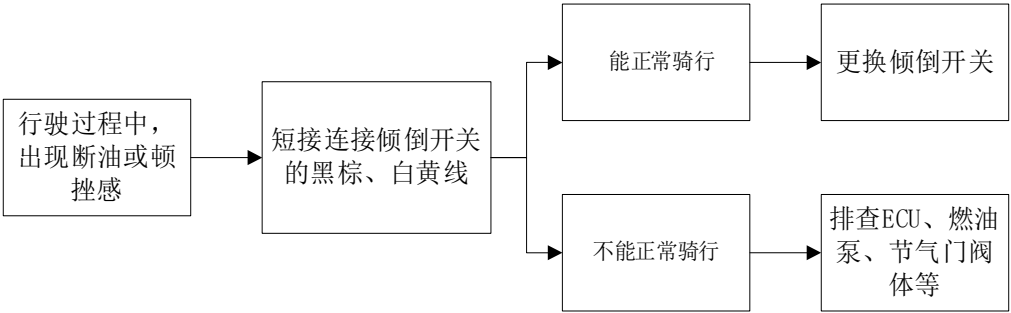 行驶过程中，
出现断油或顿
挫感
短接连接倾倒开关
的黑棕、白黄线
能正常骑行
更换倾倒开关
不能正常骑行
排查ECU、燃油
泵、节气门阀
体等